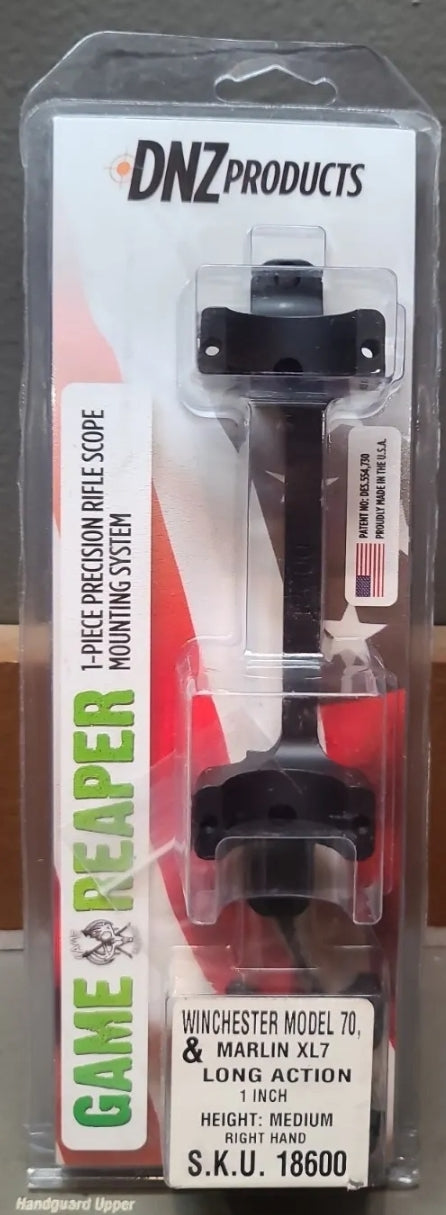 DNZ PRODUCTS
PATENT NO: DES.554,730
PROUDLY MADE IN THE U.S.A.
GAME REAPER
1-PIECE PRECISION RIFLE SCOPE
MOUNTING SYSTEM
WINCHESTER MODEL 70,
& MARLIN XL7
LONG ACTION
1 INCH
HEIGHT: MEDIUM
RIGHT HAND
S.K.U. 18600
Handguard Upper